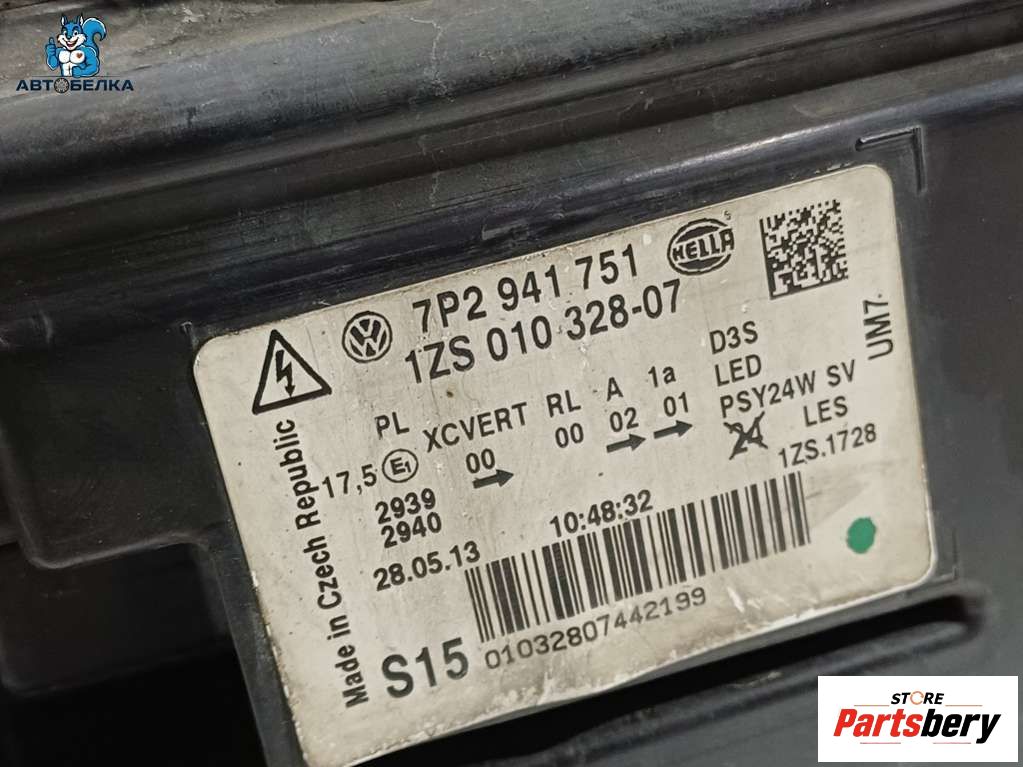 АВТОБЕЛКА
7P2 941 751
HELLA
1ZS 010 328-07
D3S
LED
PSY24W SV
24
LES
1ZS.1728
UM7.
PL XCVERT RL A 1a
17,5 E1 00 00 02 01
2939
2940
28.05.13 10:48:32
Made in Czech Republic
S15
01032807442199
STORE
Partsbery